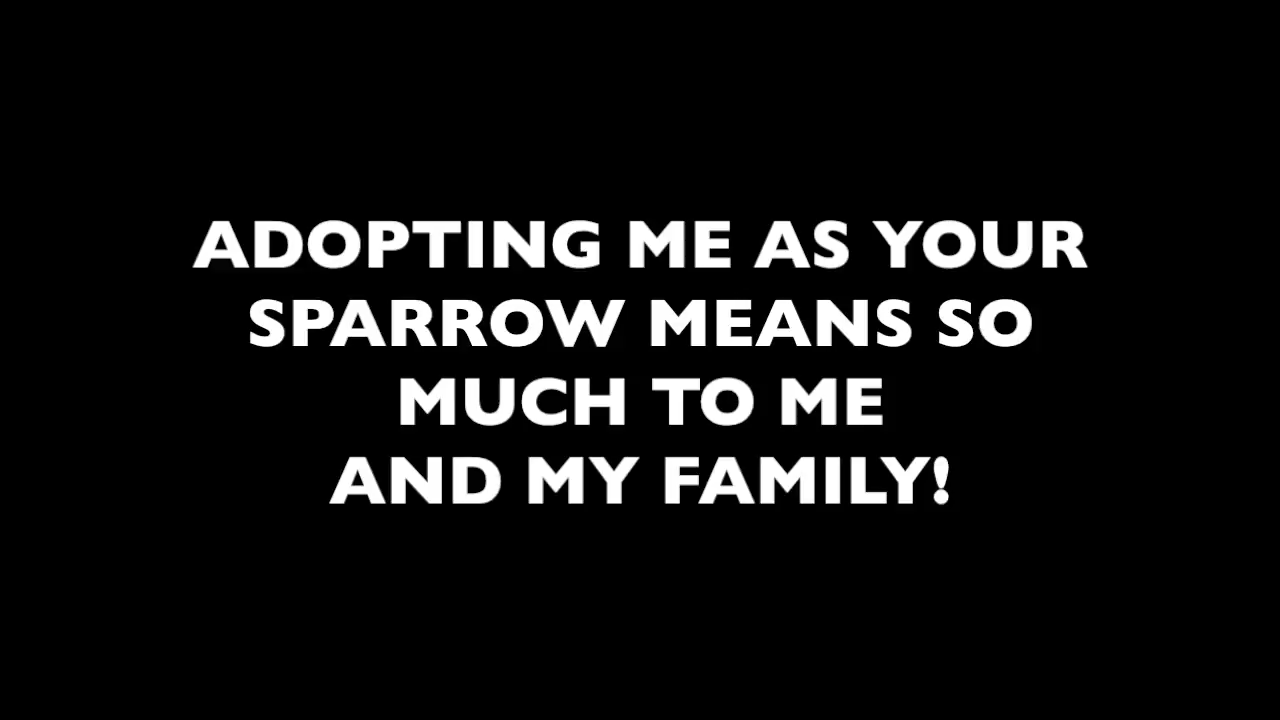 ADOPTING ME AS YOUR
SPARROW MEANS SO
MUCH TO ME
AND MY FAMILY!